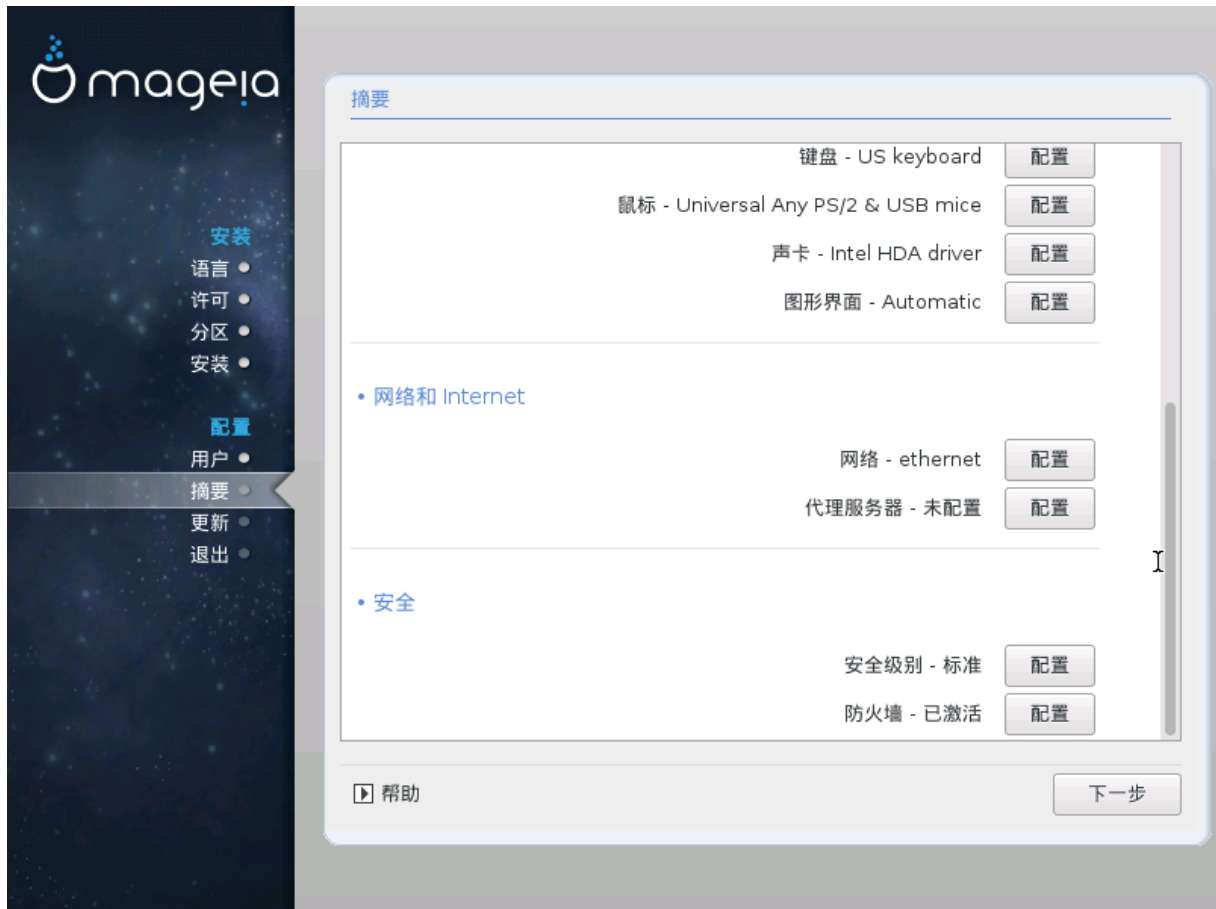 mageia
安装
语言
许可
分区
安装
配置
用户
摘要
更新
退出
摘要
键盘 - US keyboard 配置
鼠标 - Universal Any PS/2 & USB mice 配置
声卡 - Intel HDA driver 配置
图形界面 - Automatic 配置
• 网络和 Internet
网络 - ethernet 配置
代理服务器 - 未配置 配置
• 安全
安全级别 - 标准 配置
防火墙 - 已激活 配置
帮助
下一步